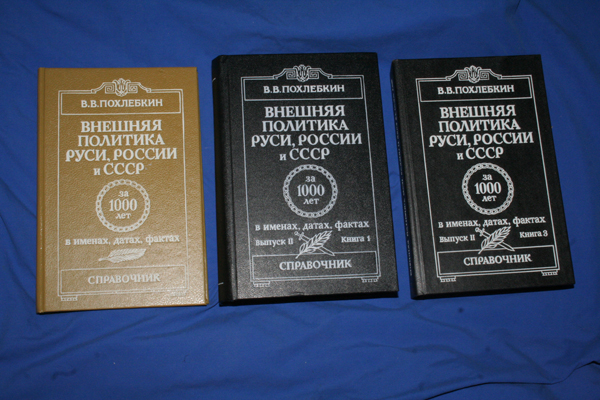 В.В.ПОХЛЕБКИН
ВНЕШНЯЯ
ПОЛИТИКА
РУСИ, РОССИИ
и СССР
за
1000
лет
в именах, датах, фактах
СПРАВОЧНИК
В.В.ПОХЛЕБКИН
ВНЕШНЯЯ
ПОЛИТИКА
РУСИ, РОССИИ
и СССР
за
1000
лет
в именах, датах, фактах
Выпуск II Книга 1
СПРАВОЧНИК
В.В.ПОХЛЕБКИН
ВНЕШНЯЯ
ПОЛИТИКА
РУСИ, РОССИИ
и СССР
за
1000
лет
в именах, датах, фактах
Выпуск II Книга 3
СПРАВОЧНИК